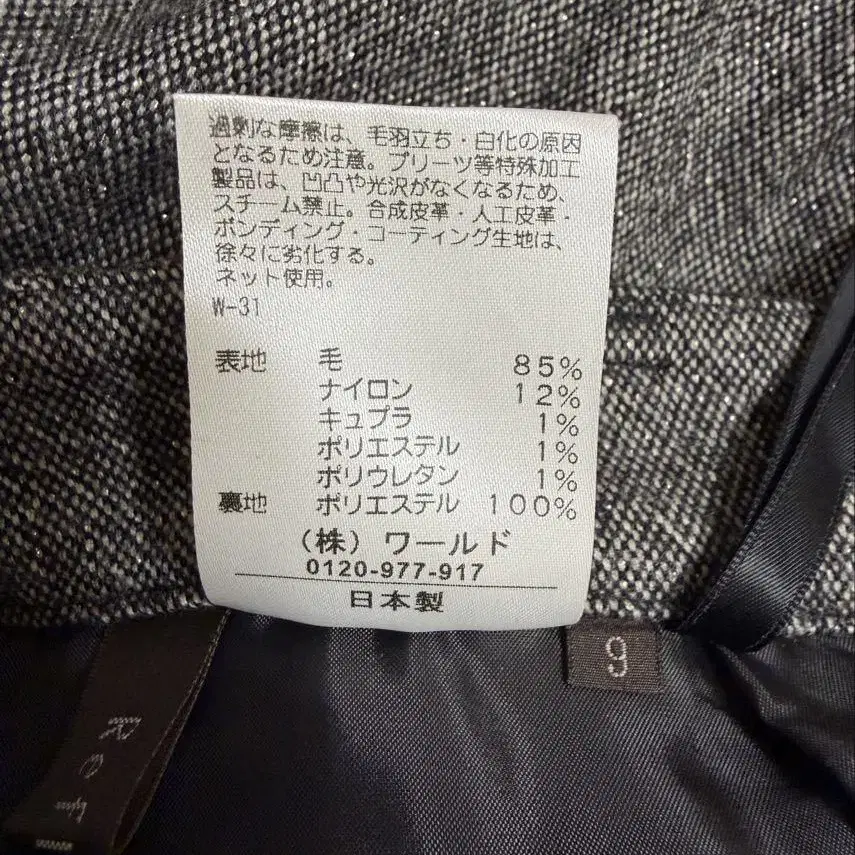 過剰な摩擦は、毛羽立ち・白化の原因
となるため注意。プリーツ等特殊加工
製品は、凹凸や光沢がなくなるため、
スチーム禁止。合成皮革・人工皮革・
ボンディング・コーティング生地は、
徐々に劣化する。
ネット使用。
W-31
表地 毛 85%
ナイロン 12%
キュプラ 1%
ポリエステル 1%
ポリウレタン 1%
裏地 ポリエステル 100%
(株) ワールド
0120-977-917
日本製
9